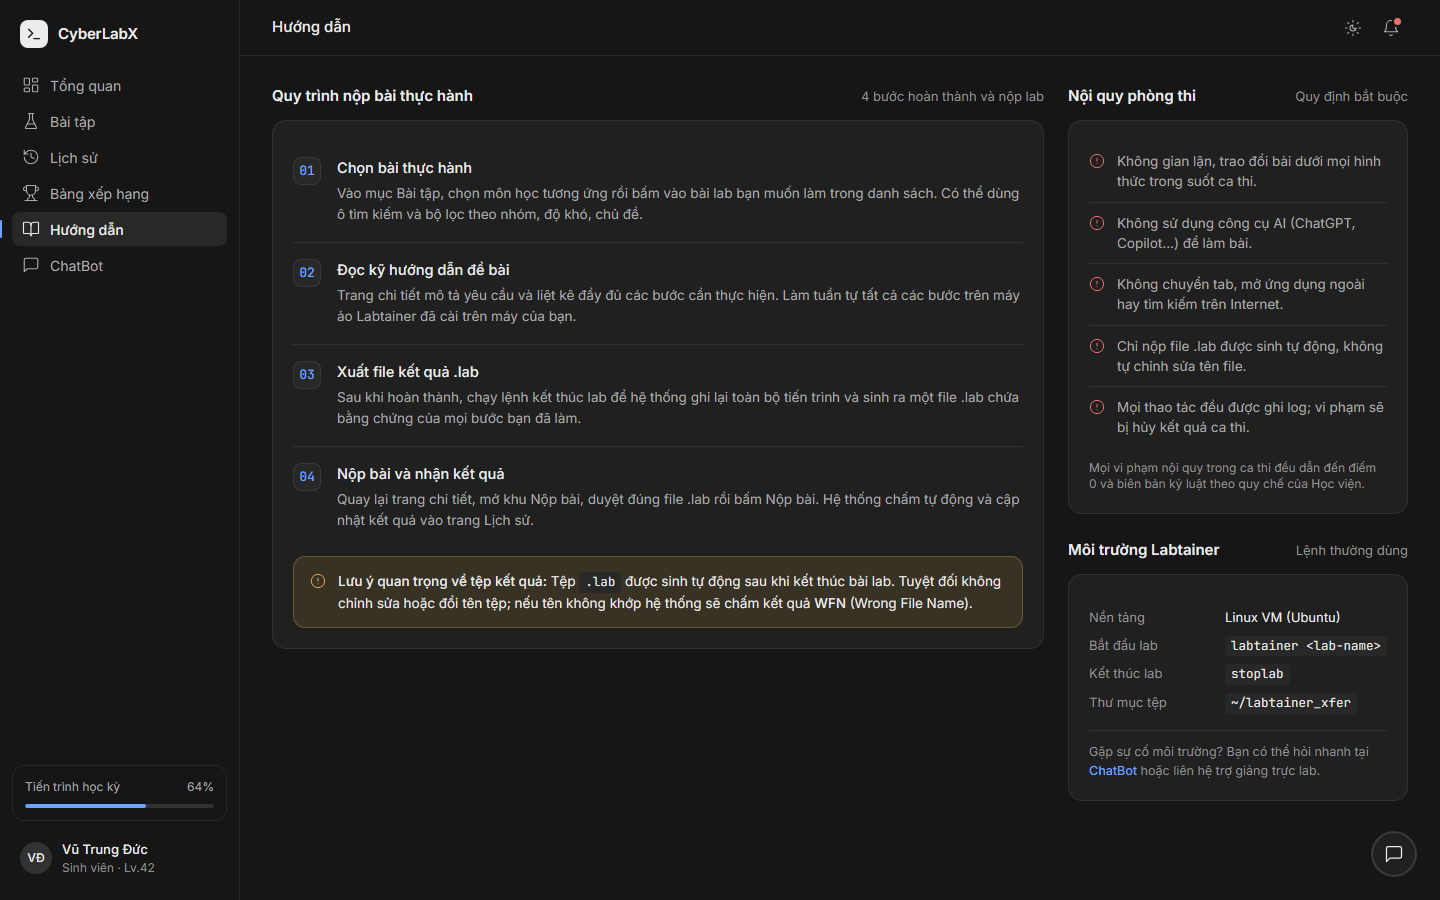 CyberLabX
Tổng quan
Bài tập
Lịch sử
Bảng xếp hạng
Hướng dẫn
ChatBot
Tiến trình học kỳ 64%
VĐ
Vũ Trung Đức
Sinh viên · Lv.42
Hướng dẫn
Quy trình nộp bài thực hành
4 bước hoàn thành và nộp lab
01
Chọn bài thực hành
Vào mục Bài tập, chọn môn học tương ứng rồi bấm vào bài lab bạn muốn làm trong danh sách. Có thể dùng
ô tìm kiếm và bộ lọc theo nhóm, độ khó, chủ đề.
02
Đọc kỹ hướng dẫn đề bài
Trang chi tiết mô tả yêu cầu và liệt kê đầy đủ các bước cần thực hiện. Làm tuần tự tất cả các bước trên máy
ảo Labtainer đã cài trên máy của bạn.
03
Xuất file kết quả .lab
Sau khi hoàn thành, chạy lệnh kết thúc lab để hệ thống ghi lại toàn bộ tiến trình và sinh ra một file .lab chứa
bằng chứng của mọi bước bạn đã làm.
04
Nộp bài và nhận kết quả
Quay lại trang chi tiết, mở khu Nộp bài, duyệt đúng file .lab rồi bấm Nộp bài. Hệ thống chấm tự động và cập
nhật kết quả vào trang Lịch sử.
Lưu ý quan trọng về tệp kết quả: Tệp .lab được sinh tự động sau khi kết thúc bài lab. Tuyệt đối không
chỉnh sửa hoặc đổi tên tệp; nếu tên không khớp hệ thống sẽ chấm kết quả WFN (Wrong File Name).
Nội quy phòng thi
Quy định bắt buộc
Không gian lận, trao đổi bài dưới mọi hình
thức trong suốt ca thi.
Không sử dụng công cụ AI (ChatGPT,
Copilot...) để làm bài.
Không chuyển tab, mở ứng dụng ngoài
hay tìm kiếm trên Internet.
Chỉ nộp file .lab được sinh tự động, không
tự chỉnh sửa tên file.
Mọi thao tác đều được ghi log; vi phạm sẽ
bị hủy kết quả ca thi.
Mọi vi phạm nội quy trong ca thi đều dẫn đến điểm
0 và biên bản kỷ luật theo quy chế của Học viện.
Môi trường Labtainer
Lệnh thường dùng
Nền tảng Linux VM (Ubuntu)
Bắt đầu lab labtainer <lab-name>
Kết thúc lab stoplab
Thư mục tệp ~/labtainer_xfer
Gặp sự cố môi trường? Bạn có thể hỏi nhanh tại
ChatBot hoặc liên hệ trợ giảng trực lab.